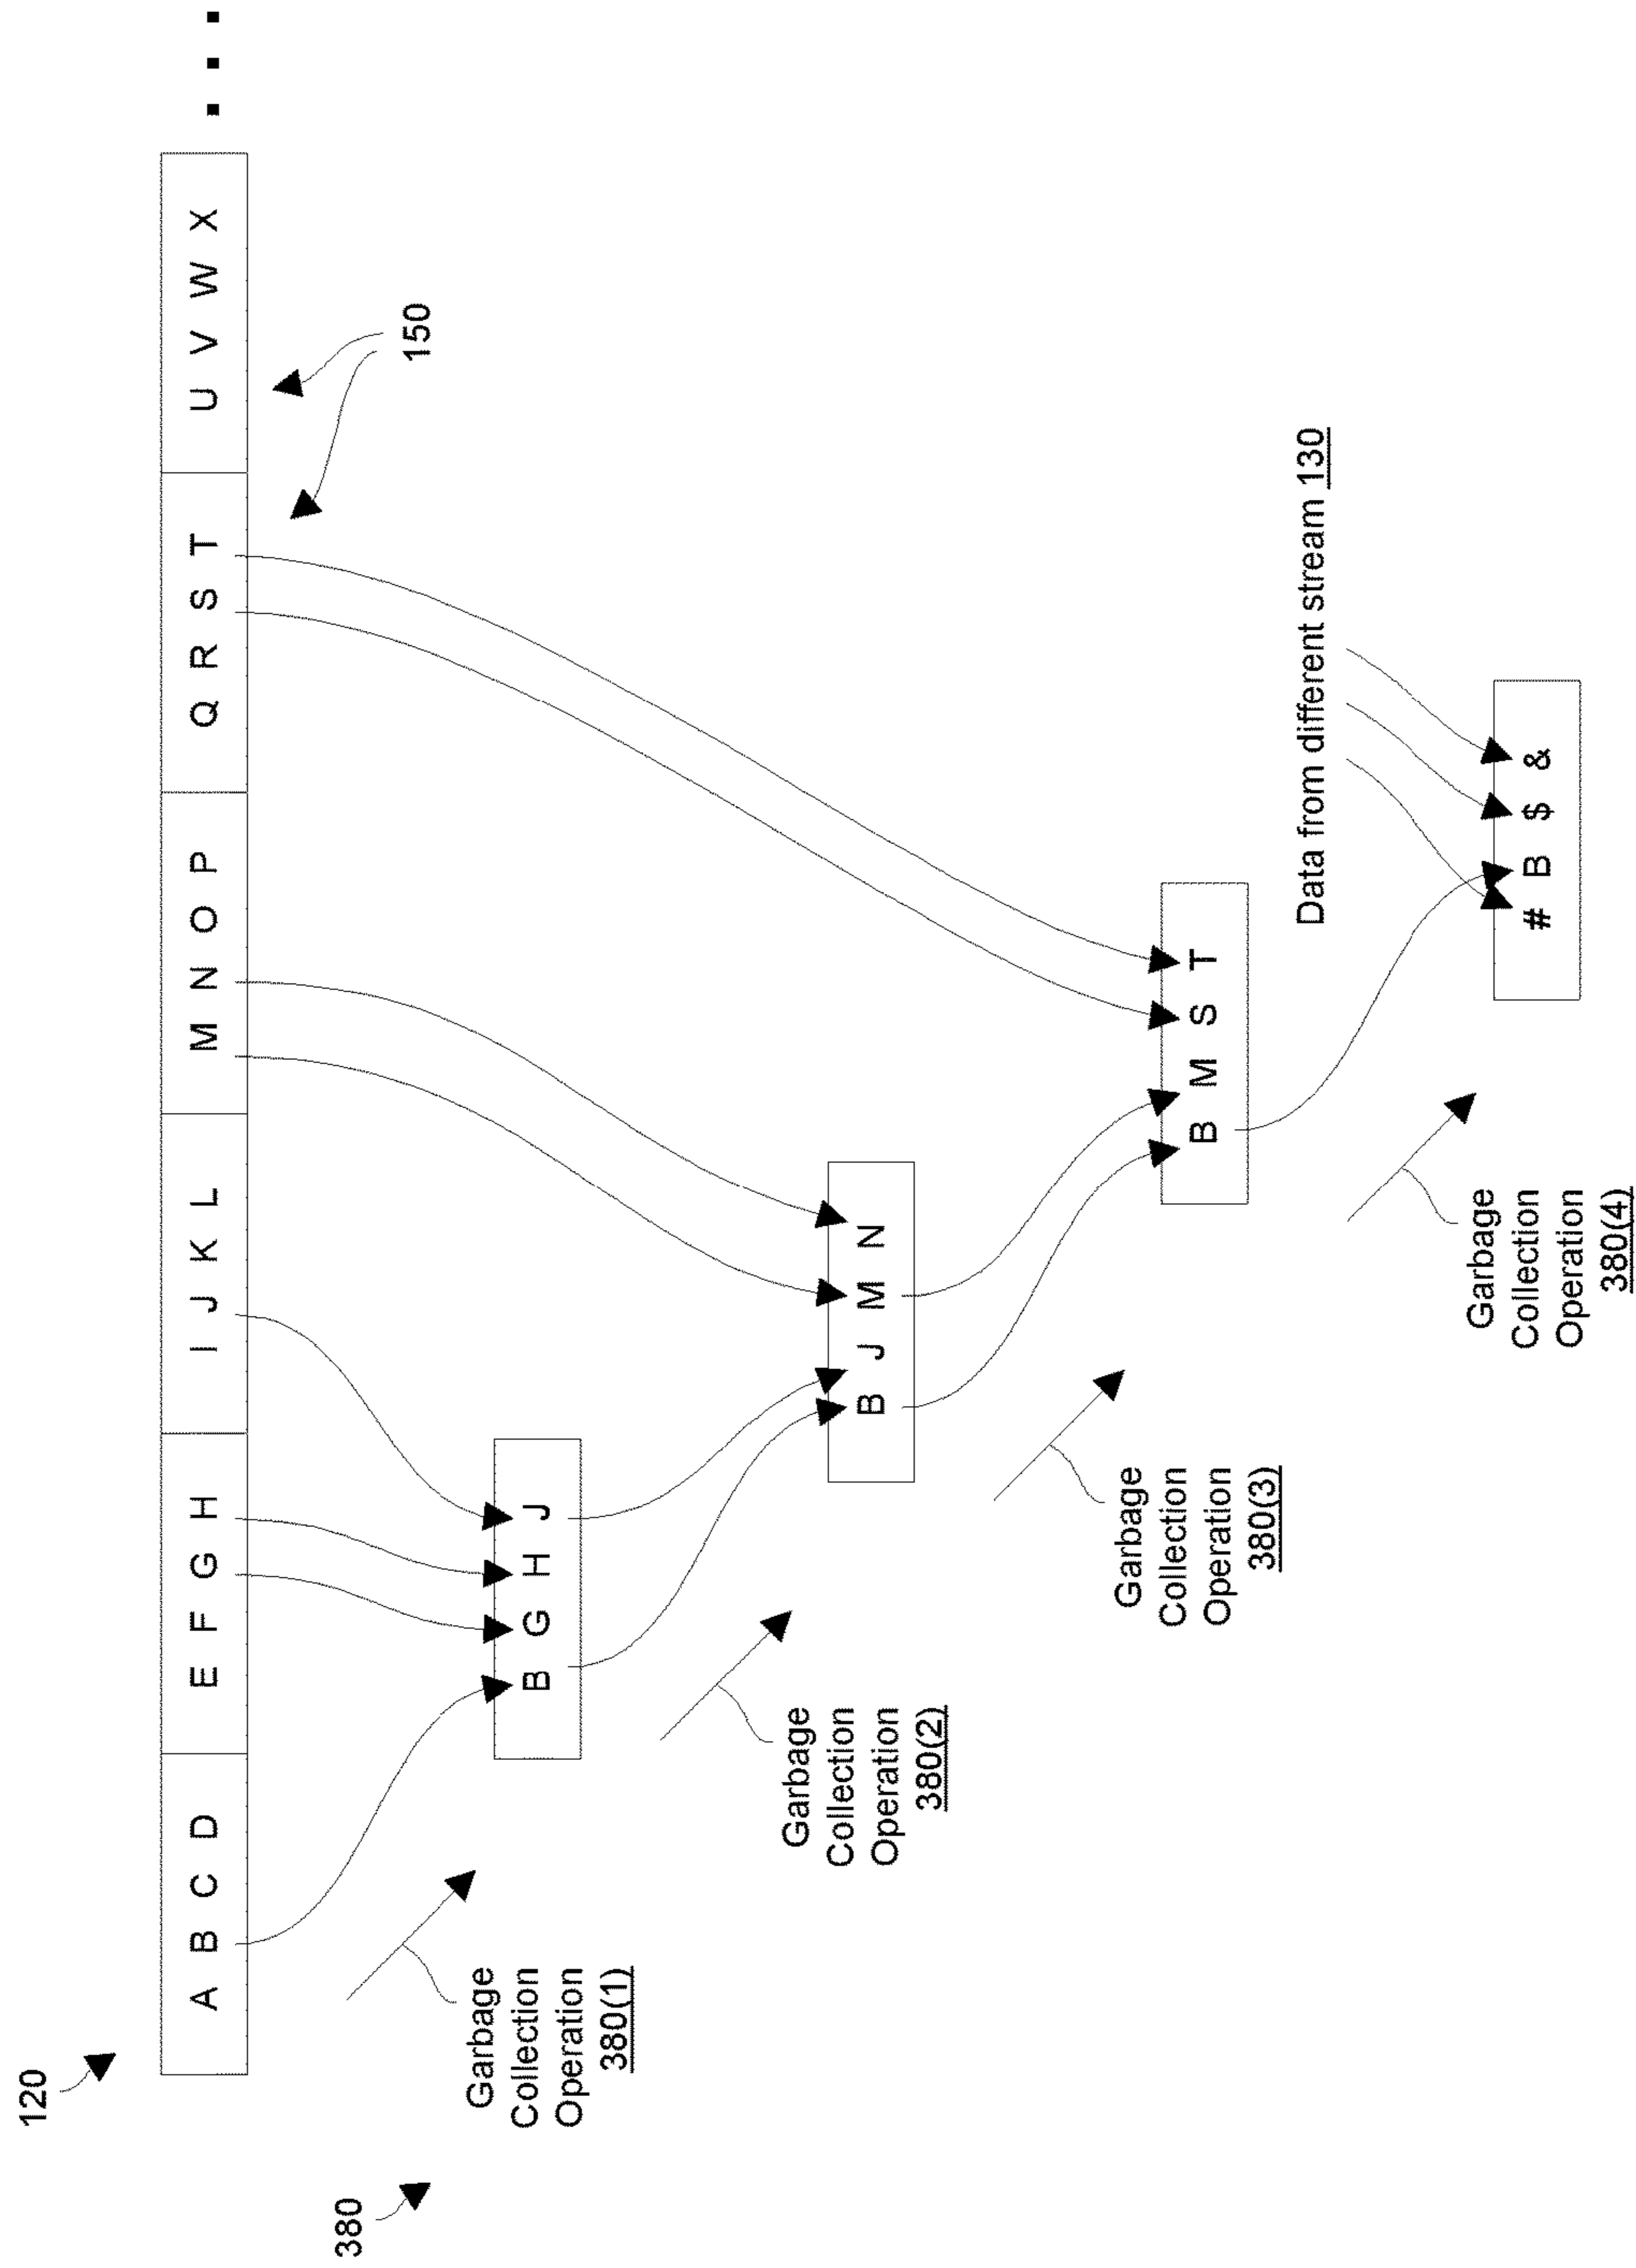 120
A B C D
E F G H
I J K L
M N O P
Q R S T
U V W X
150
380
B G H J
Garbage
Collection
Operation
380(1)
B J M N
Garbage
Collection
Operation
380(2)
B M S T
Garbage
Collection
Operation
380(3)
Data from different stream 130
# B $ &
Garbage
Collection
Operation
380(4)